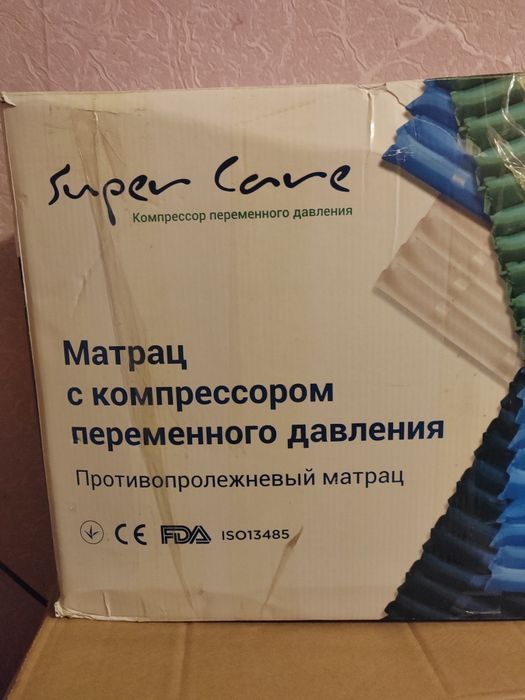 Super Care
Компрессор переменного давления
Матрац
с компрессором
переменного давления
Противопролежневый матрац
CE FDA ISO13485